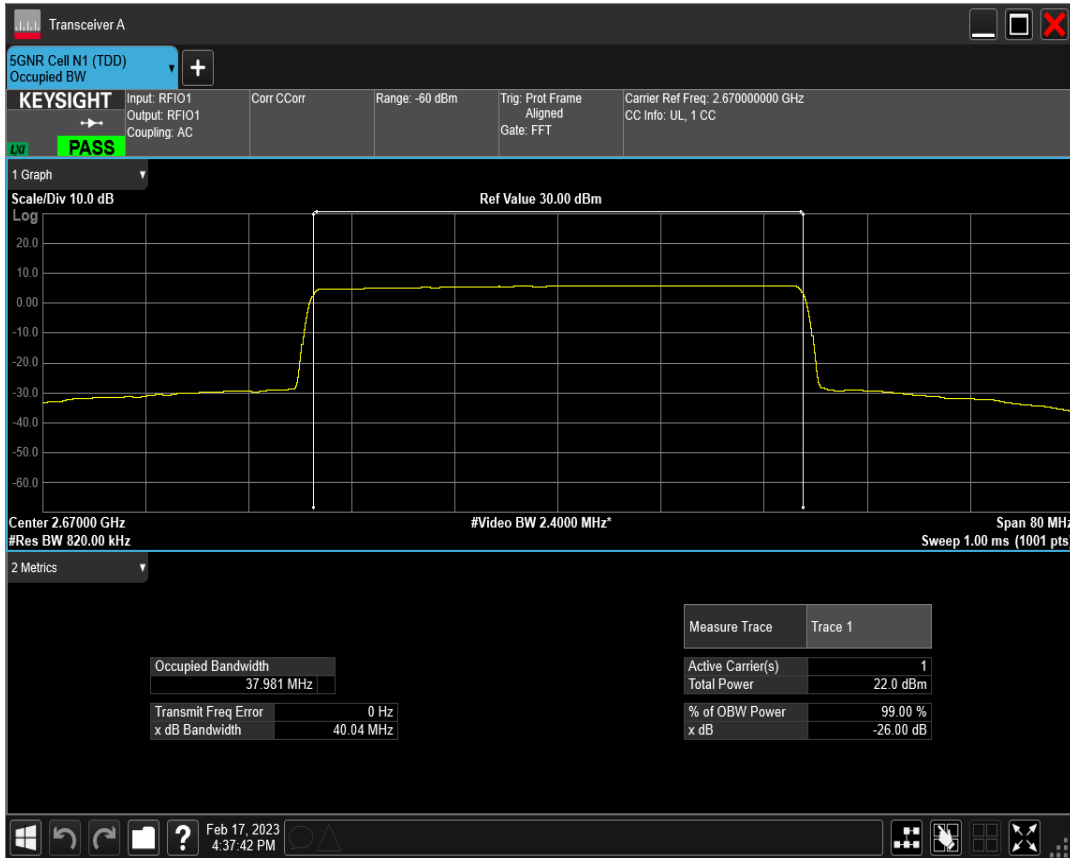 Transceiver A
5GNR Cell N1 (TDD)
Occupied BW
+
KEYSIGHT
LXI
PASS
Input: RFIO1
Output: RFIO1
Coupling: AC
Corr CCorr
Range: -60 dBm
Trig: Prot Frame
Aligned
Gate: FFT
Carrier Ref Freq: 2.670000000 GHz
CC Info: UL, 1 CC
1 Graph
Scale/Div 10.0 dB
Ref Value 30.00 dBm
Log
20.0
10.0
0.00
-10.0
-20.0
-30.0
-40.0
-50.0
-60.0
Center 2.67000 GHz
#Video BW 2.4000 MHz*
Span 80 MHz
#Res BW 820.00 kHz
Sweep 1.00 ms (1001 pts)
2 Metrics
Measure Trace Trace 1
Occupied Bandwidth
37.981 MHz
Active Carrier(s) 1
Total Power 22.0 dBm
Transmit Freq Error 0 Hz
x dB Bandwidth 40.04 MHz
% of OBW Power 99.00 %
x dB -26.00 dB
?
Feb 17, 2023
4:37:42 PM